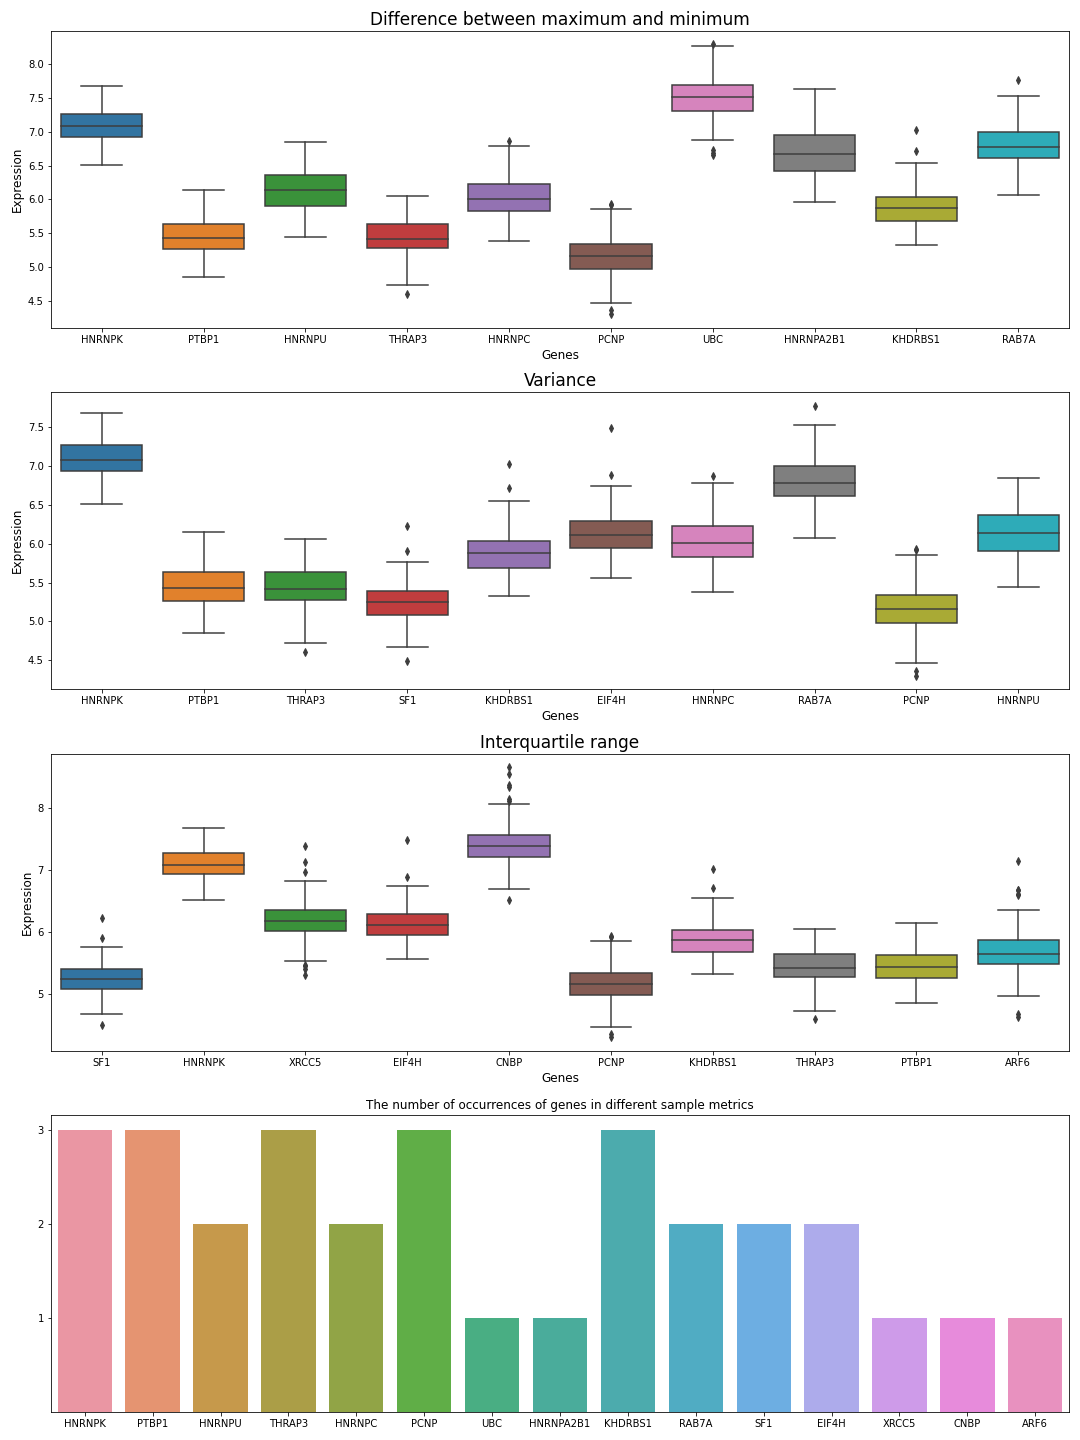 Difference between maximum and minimum
8.0
7.5
7.0
6.5
6.0
5.5
5.0
4.5
Expression
HNRNPK PTBP1 HNRNPU THRAP3 HNRNPC PCNP UBC HNRNPA2B1 KHDRBS1 RAB7A
Genes
Variance
7.5
7.0
6.5
6.0
5.5
5.0
4.5
Expression
HNRNPK PTBP1 THRAP3 SF1 KHDRBS1 EIF4H HNRNPC RAB7A PCNP HNRNPU
Genes
Interquartile range
8
7
6
5
Expression
SF1 HNRNPK XRCC5 EIF4H CNBP PCNP KHDRBS1 THRAP3 PTBP1 ARF6
Genes
The number of occurrences of genes in different sample metrics
3
2
1
HNRNPK PTBP1 HNRNPU THRAP3 HNRNPC PCNP UBC HNRNPA2B1 KHDRBS1 RAB7A SF1 EIF4H XRCC5 CNBP ARF6